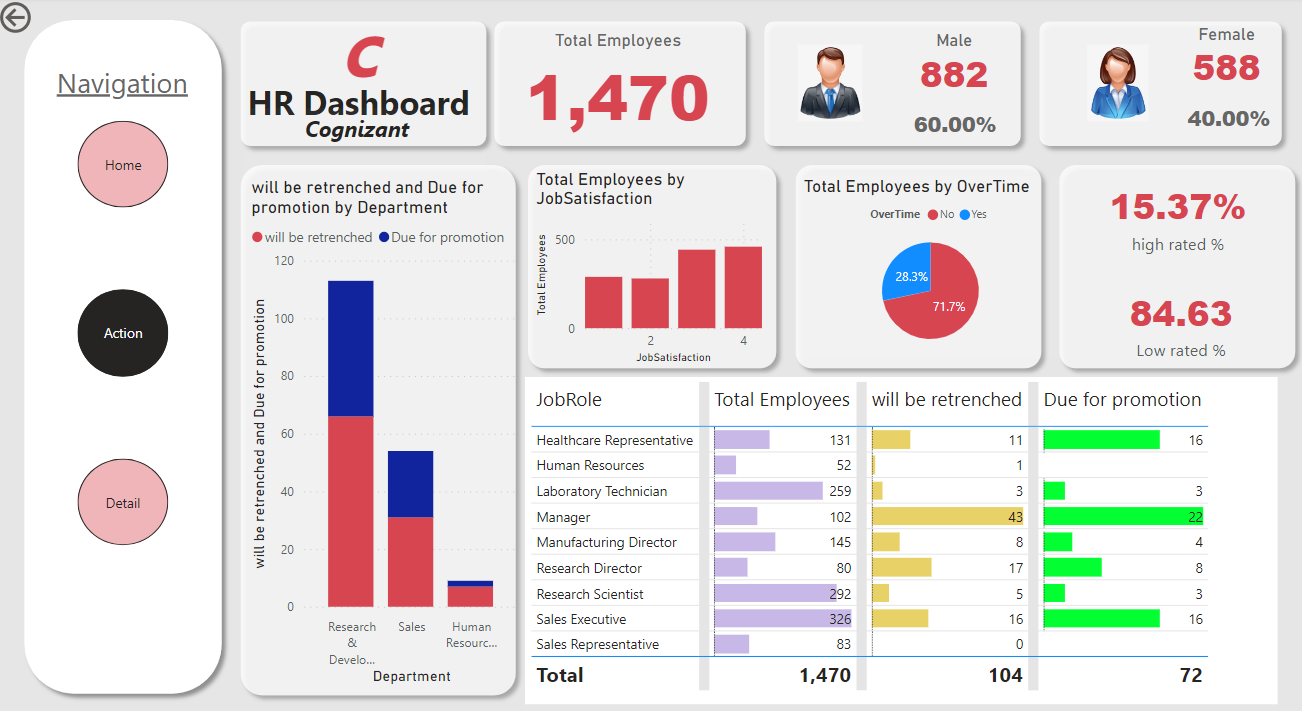 Navigation
Home
Action
Detail
C
HR Dashboard
Cognizant
Total Employees
1,470
Male
882
60.00%
Female
588
40.00%
will be retrenched and Due for
promotion by Department
will be retrenched Due for promotion
will be retrenched and Due for promotion
120
100
80
60
40
20
0
Research
&
Develo...
Sales
Human
Resourc...
Department
Total Employees by
JobSatisfaction
Total Employees
500
0
2 4
JobSatisfaction
Total Employees by OverTime
OverTime No Yes
28.3%
71.7%
15.37%
high rated %
84.63
Low rated %
JobRole Total Employees will be retrenched Due for promotion
Healthcare Representative 131 11 16
Human Resources 52 1
Laboratory Technician 259 3 3
Manager 102 43 22
Manufacturing Director 145 8 4
Research Director 80 17 8
Research Scientist 292 5 3
Sales Executive 326 16 16
Sales Representative 83 0
Total 1,470 104 72